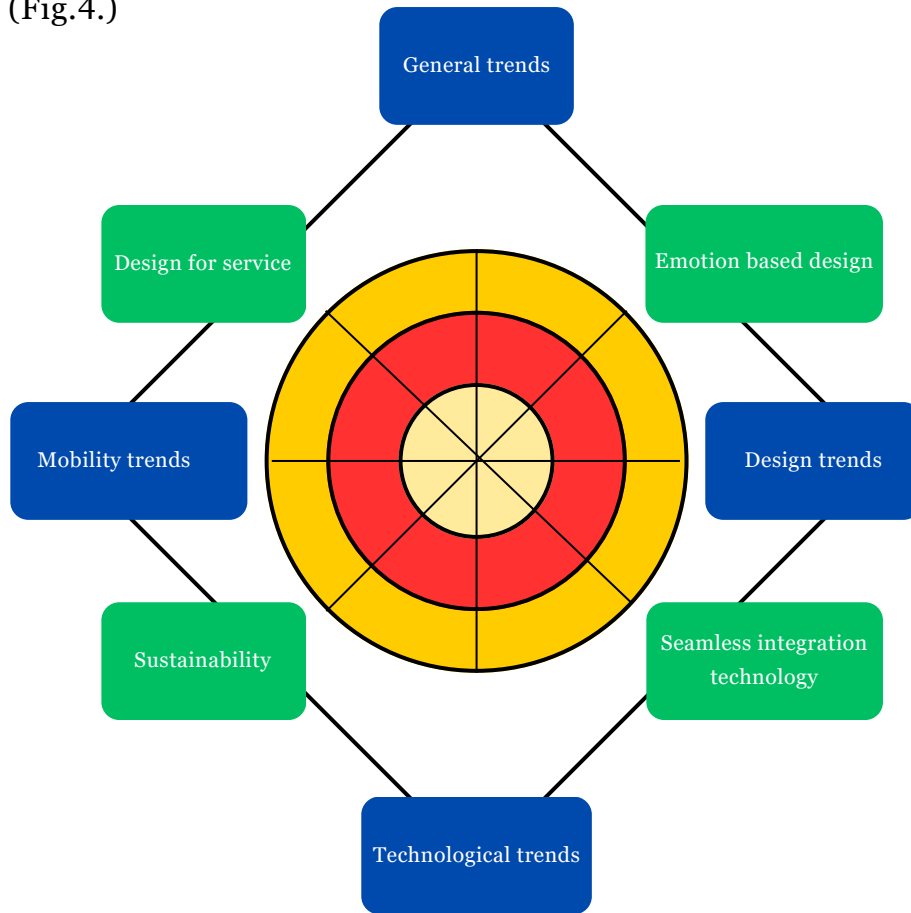 (Fig.4.)
General trends
Design for service
Emotion based design
Mobility trends
Design trends
Sustainability
Seamless integration
technology
Technological trends